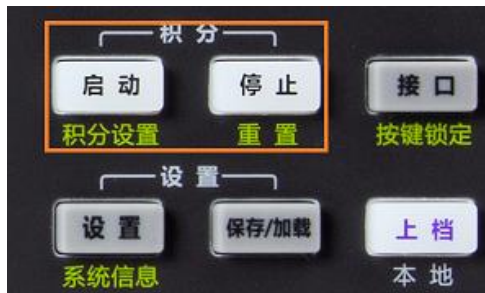 积 分
启 动 停 止 接 口
积分设置 重 置 按键锁定
设 置
设 置 保存/加载 上 档
系统信息 本 地